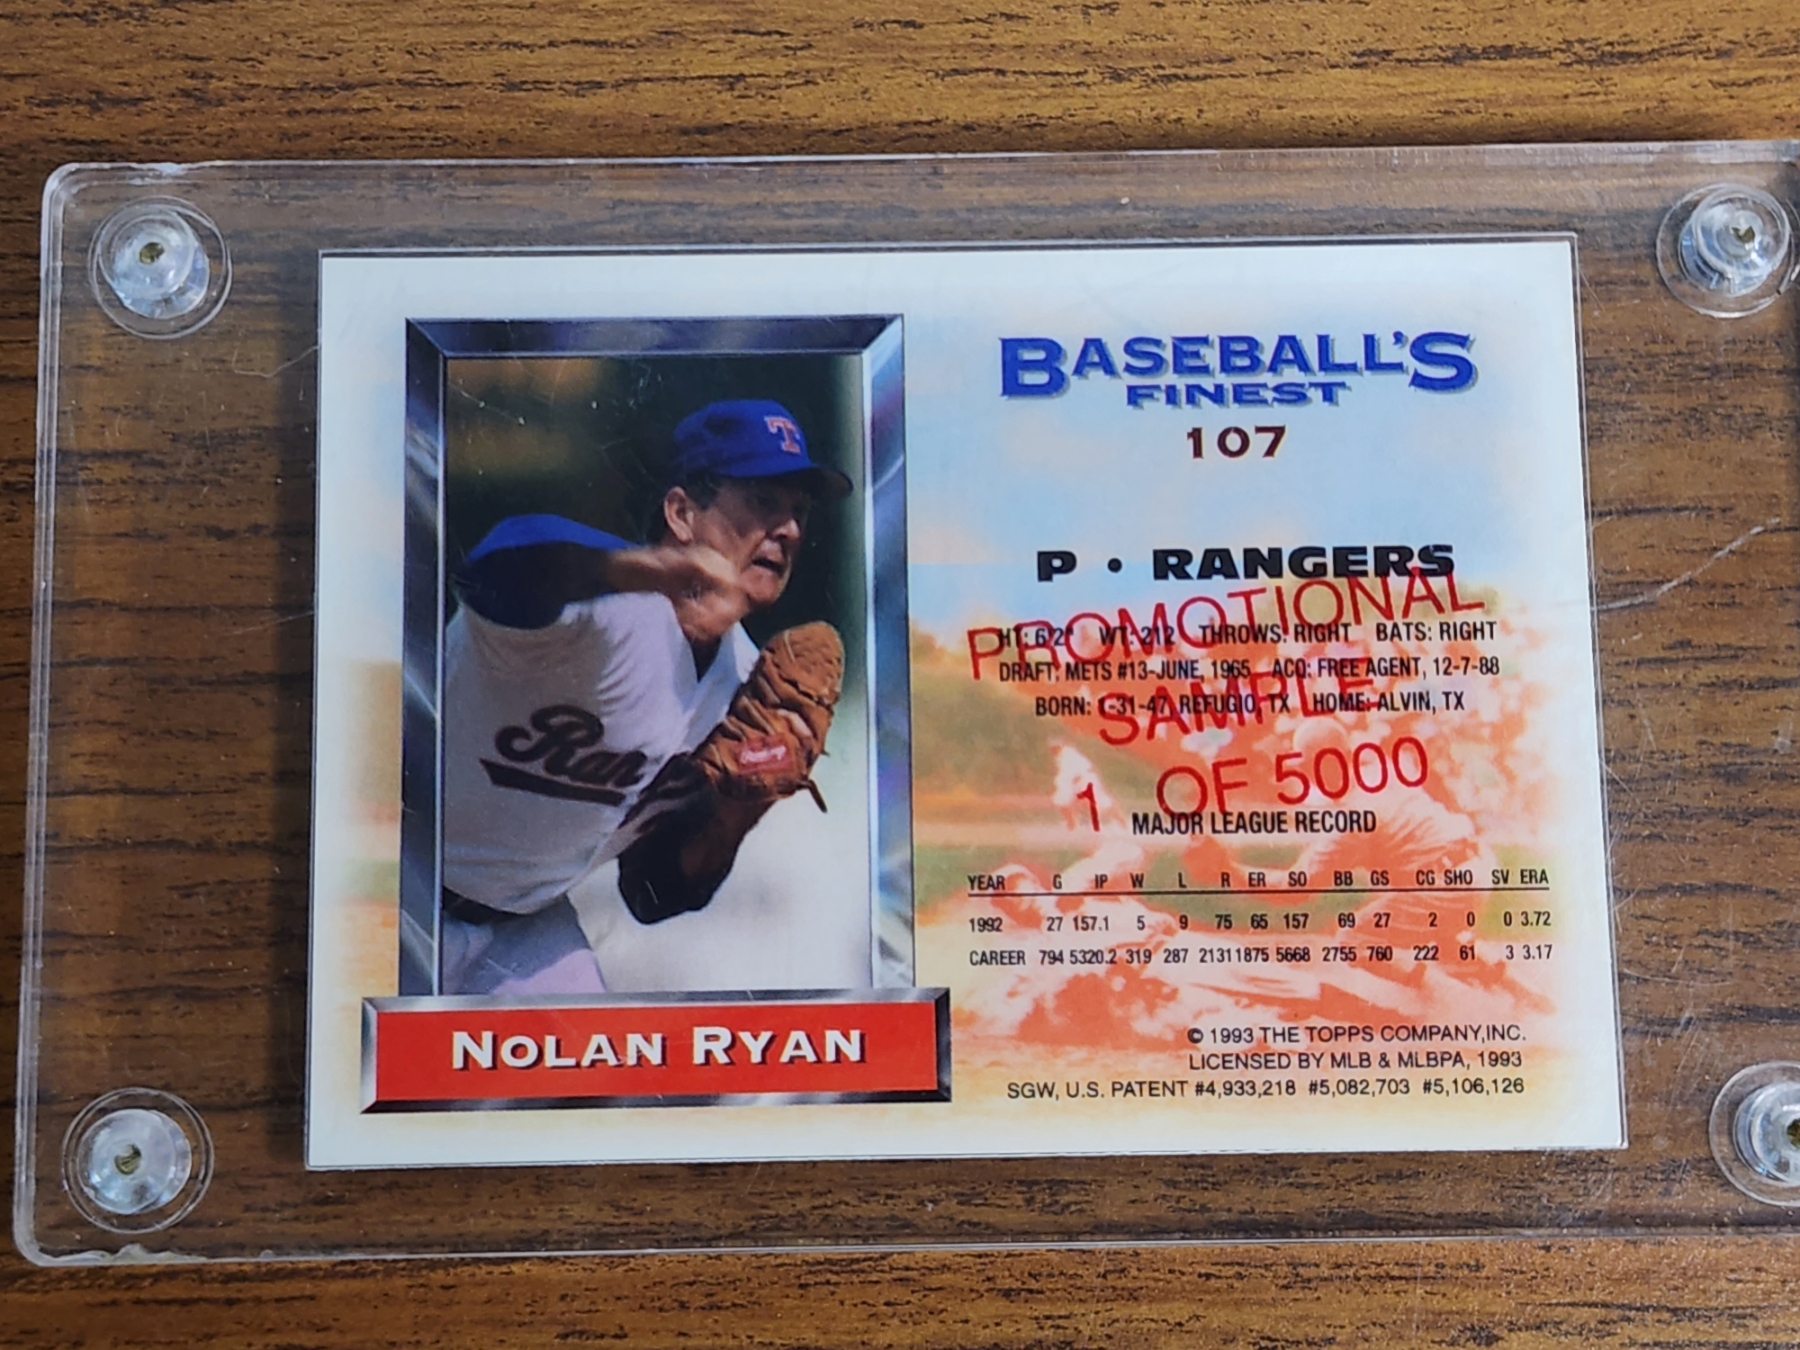 BASEBALL'S
FINEST
107
T
P • RANGERS
PROMOTIONAL
HT: 6'2" WT: 212 THROWS: RIGHT BATS: RIGHT
DRAFT: METS #13-JUNE, 1965 ACQ: FREE AGENT, 12-7-88
SAMPLE
BORN: 1-31-47, REFUGIO, TX HOME: ALVIN, TX
1 OF 5000
MAJOR LEAGUE RECORD
YEAR G IP W L R ER SO BB GS CG SHO SV ERA
1992 27 157.1 5 9 75 65 157 69 27 2 0 0 3.72
CAREER 794 5320.2 319 287 2131 1875 5668 2755 760 222 61 3 3.17
Ran
NOLAN RYAN
© 1993 THE TOPPS COMPANY,INC.
LICENSED BY MLB & MLBPA, 1993
SGW, U.S. PATENT #4,933,218 #5,082,703 #5,106,126